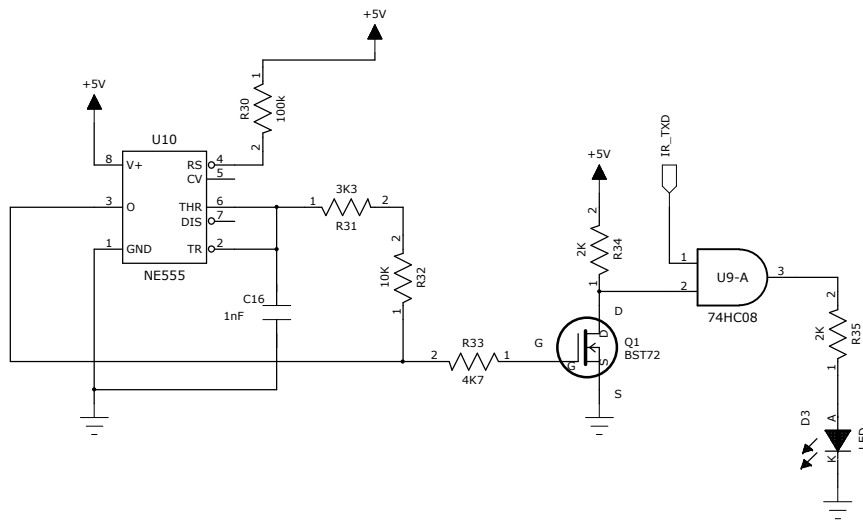 +5V
+5V
1
R30
100k
2
U10
8 V+ RS 4
CV 5
3 O THR 6
DIS 7
1 GND TR 2
NE555
1 3K3 2
R31
2
10K R32
1
C16
1nF
2 R33 1
4K7
+5V
2
2K R34
1
IR_TXD
1
2
U9-A
3
74HC08
D
G
D
G
S
Q1
BST72
S
2
2K R35
1
D3
A
K
LED